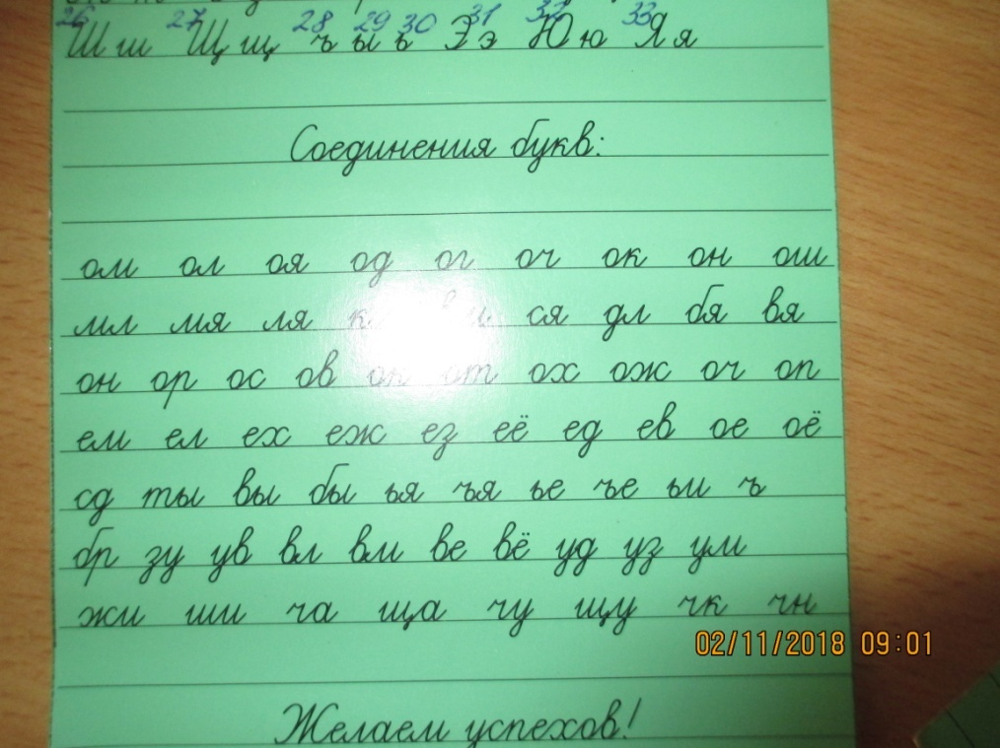 26 27 28 29 30 31 32 33
Шш Щщ ъ ы ь Ээ Юю Яя
Соединения букв:
ом ол оя од ог оч ок он ош
мл мя ля ся дл бя вя
он ор ос ов от ох ож оч оп
ем ел ех еж ез её ед ев ое оё
сд ты вы бы ья ъя ье ъе ьи ъ
бр зу ув вл вм ве вё уд уз ум
жи ши ча ща чу щу чк чн
02/11/2018 09:01
Желаем успехов!